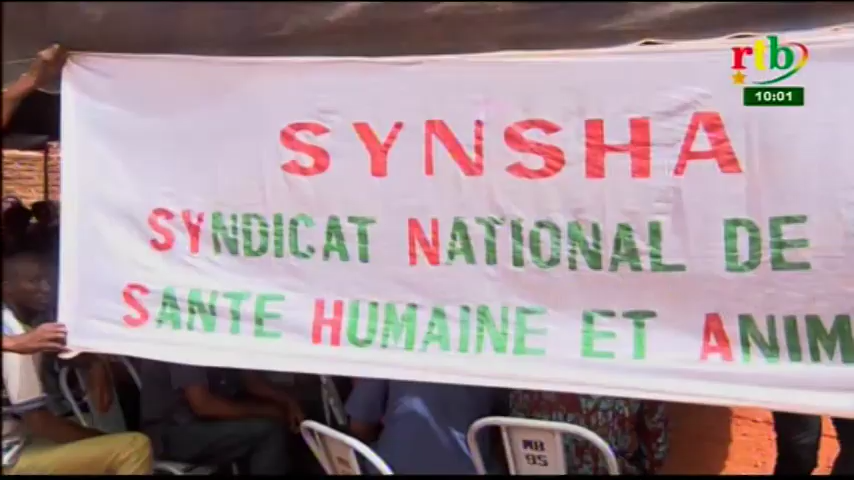 rtb
10:01
SYNSHA
SYNDICAT NATIONAL DE
SANTE HUMAINE ET ANIM
MB
95